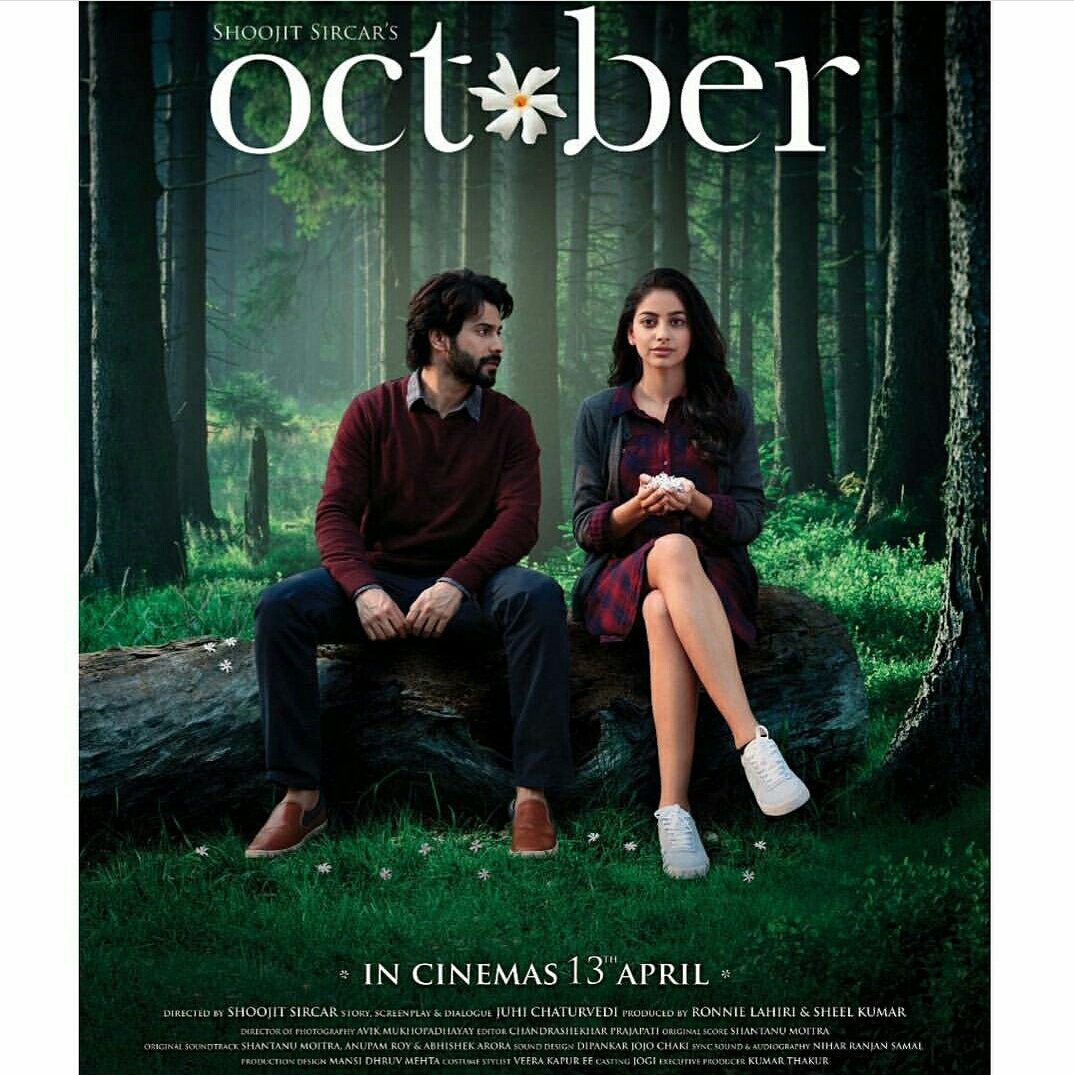 SHOOJIT SIRCAR'S
october
* IN CINEMAS 13TH APRIL *
DIRECTED BY SHOOJIT SIRCAR STORY, SCREENPLAY & DIALOGUE JUHI CHATURVEDI PRODUCED BY RONNIE LAHIRI & SHEEL KUMAR
DIRECTOR OF PHOTOGRAPHY AVIK MUKHOPADHAYAY EDITOR CHANDRASHEKHAR PRAJAPATI ORIGINAL SCORE SHANTANU MOITRA
ORIGINAL SOUNDTRACK SHANTANU MOITRA, ANUPAM ROY & ABHISHEK ARORA SOUND DESIGN DIPANKAR JOJO CHAKI SYNC SOUND & AUDIOGRAPHY NIHAR RANJAN SAMAL
PRODUCTION DESIGN MANSI DHRUV MEHTA COSTUME STYLIST VEERA KAPUR EE CASTING JOGI EXECUTIVE PRODUCER KUMAR THAKUR